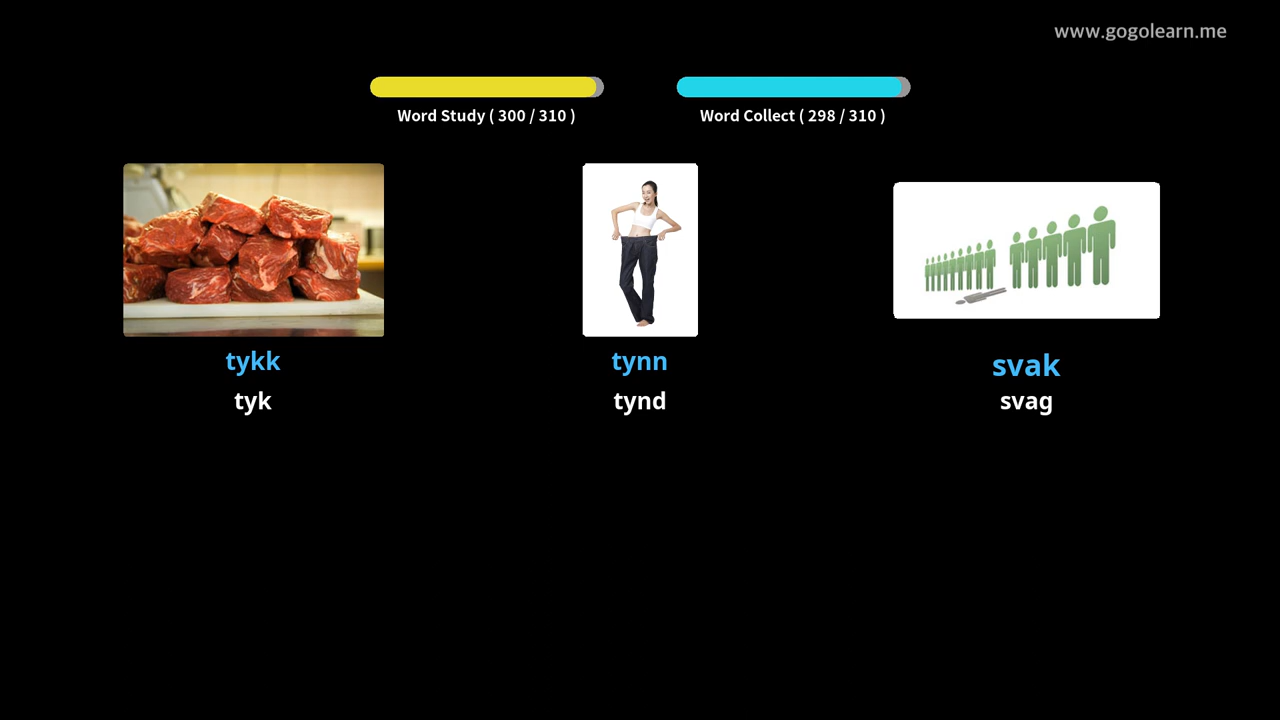 www.gogolearn.me
Word Study ( 300 / 310 )
Word Collect ( 298 / 310 )
tykk
tyk
tynn
tynd
svak
svag